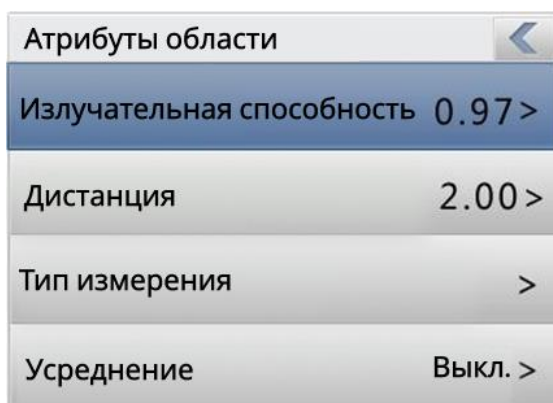 Атрибуты области
Излучательная способность 0.97 >
Дистанция 2.00 >
Тип измерения >
Усреднение Выкл. >